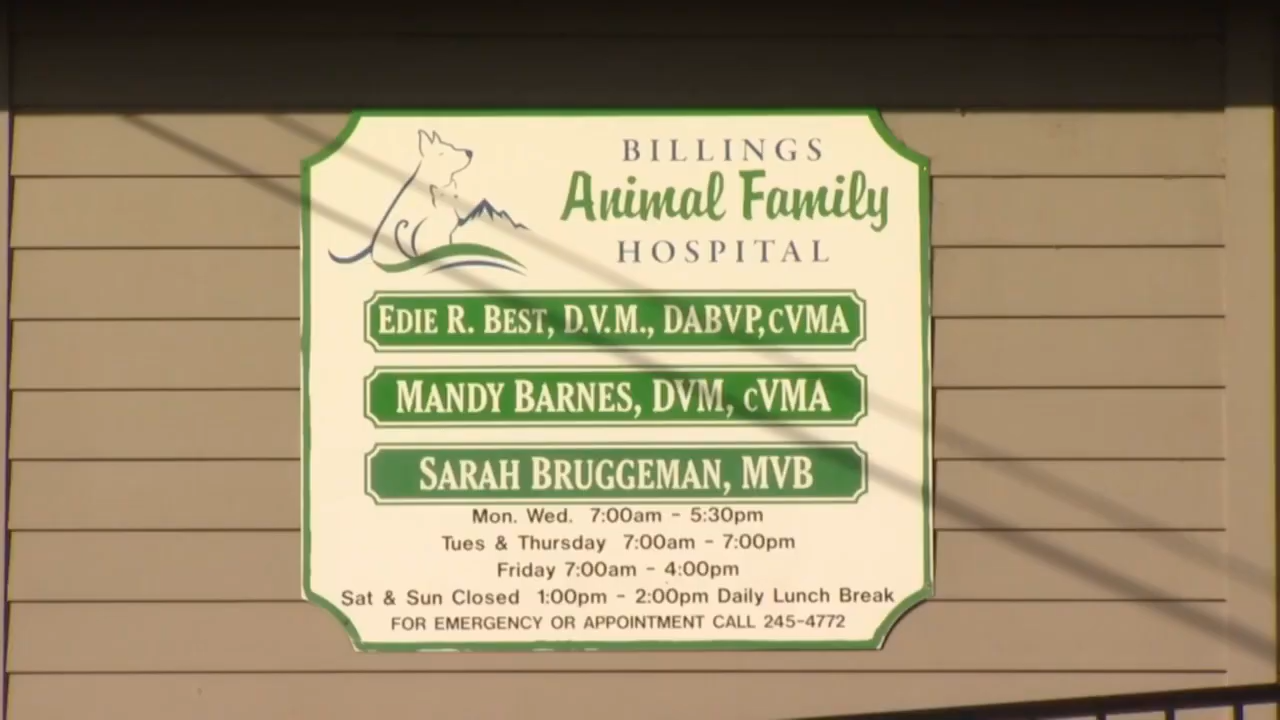 BILLINGS
Animal Family
HOSPITAL
EDIE R. BEST, D.V.M., DABVP,CVMA
MANDY BARNES, DVM, CVMA
SARAH BRUGGEMAN, MVB
Mon. Wed. 7:00am - 5:30pm
Tues & Thursday 7:00am - 7:00pm
Friday 7:00am - 4:00pm
Sat & Sun Closed 1:00pm - 2:00pm Daily Lunch Break
FOR EMERGENCY OR APPOINTMENT CALL 245-4772